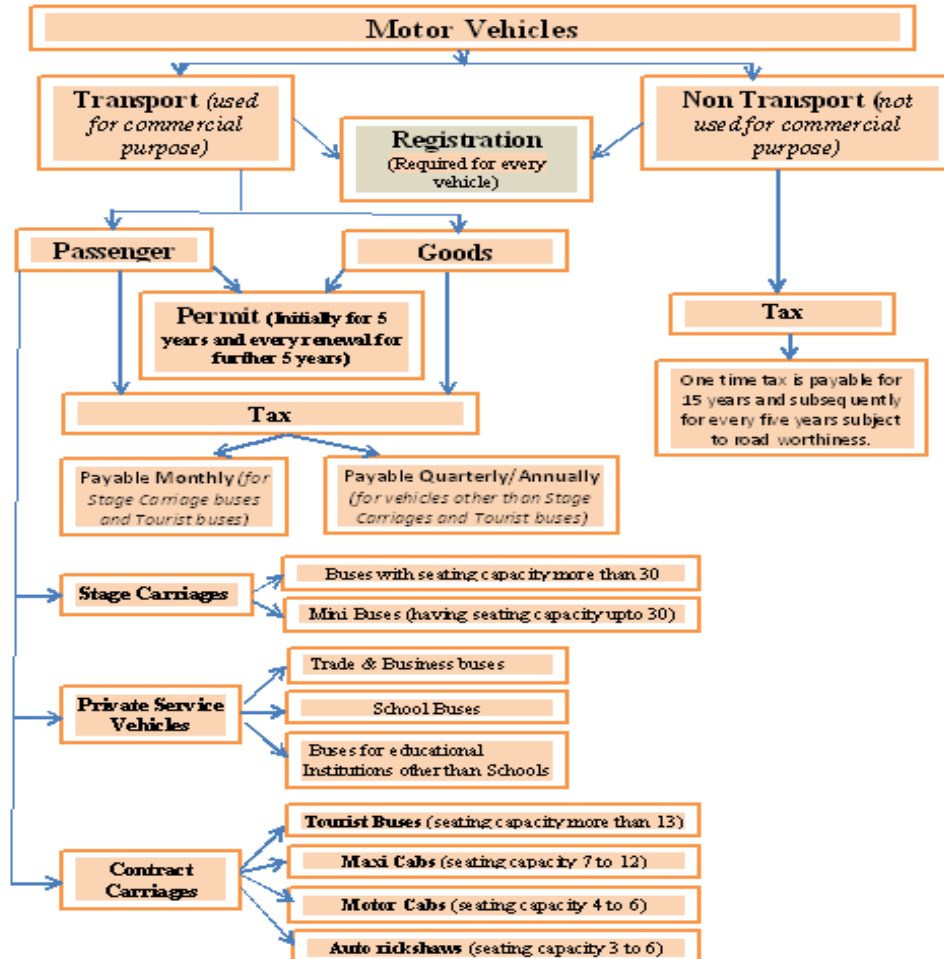 Motor Vehicles
Transport (used
for commercial
purpose)
Non Transport (not
used for commercial
purpose)
Registration
(Required for every
vehicle)
Passenger
Goods
Permit (Initially for 5
years and every renewal for
further 5 years)
Tax
Tax
One time tax is payable for
15 years and subsequently
for every five years subject
to road worthiness.
Payable Monthly (for
Stage Carriage buses
and Tourist buses)
Payable Quarterly/Annually
(for vehicles other than Stage
Carriages and Tourist buses)
Stage Carriages
Buses with seating capacity more than 30
Mini Buses (having seating capacity upto 30)
Private Service
Vehicles
Trade & Business buses
School Buses
Buses for educational
Institutions other than Schools
Contract
Carriages
Tourist Buses (seating capacity more than 13)
Maxi Cabs (seating capacity 7 to 12)
Motor Cabs (seating capacity 4 to 6)
Auto rickshaws (seating capacity 3 to 6)